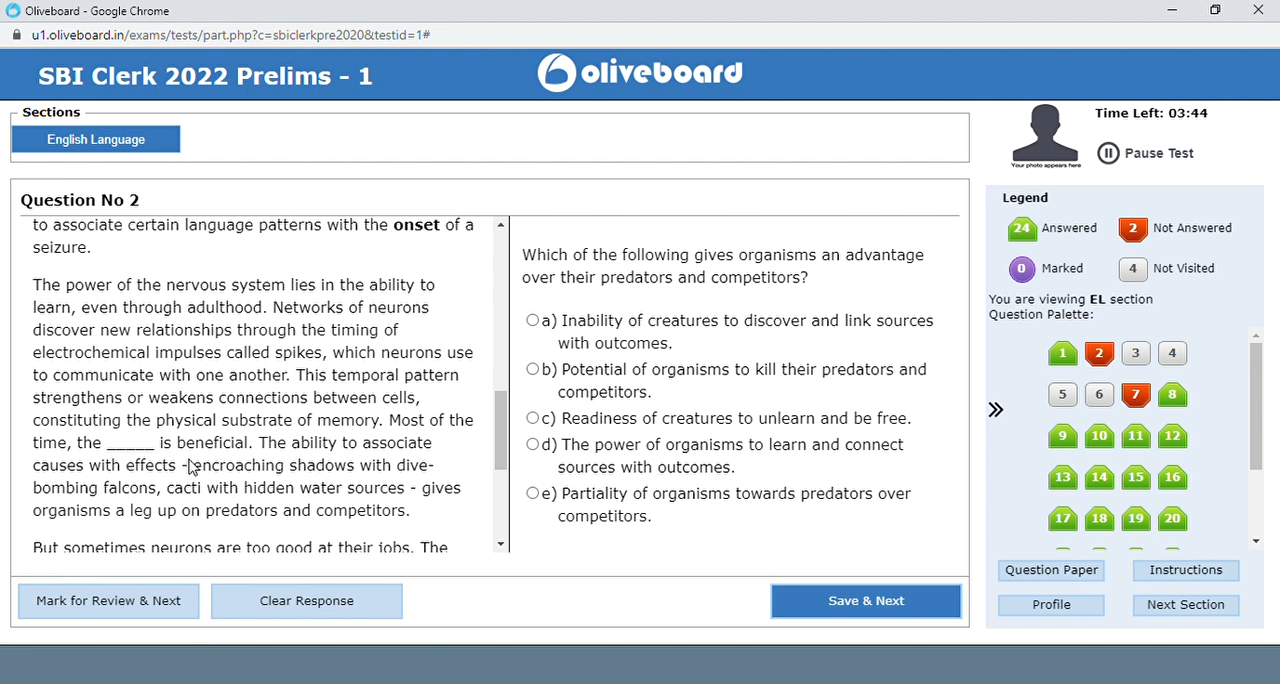 Oliveboard - Google Chrome
u1.oliveboard.in/exams/tests/part.php?c=sbiclerkpre2020&testid=1#
SBI Clerk 2022 Prelims - 1
oliveboard
Sections
English Language
Your photo appears here
Time Left: 03:44
Pause Test
Question No 2
to associate certain language patterns with the onset of a
seizure.
The power of the nervous system lies in the ability to
learn, even through adulthood. Networks of neurons
discover new relationships through the timing of
electrochemical impulses called spikes, which neurons use
to communicate with one another. This temporal pattern
strengthens or weakens connections between cells,
constituting the physical substrate of memory. Most of the
time, the _____ is beneficial. The ability to associate
causes with effects - encroaching shadows with dive-
bombing falcons, cacti with hidden water sources - gives
organisms a leg up on predators and competitors.
But sometimes neurons are too good at their jobs. The
Which of the following gives organisms an advantage
over their predators and competitors?
a) Inability of creatures to discover and link sources
with outcomes.
b) Potential of organisms to kill their predators and
competitors.
c) Readiness of creatures to unlearn and be free.
d) The power of organisms to learn and connect
sources with outcomes.
e) Partiality of organisms towards predators over
competitors.
Mark for Review & Next
Clear Response
Save & Next
Legend
24 Answered
2 Not Answered
0 Marked
4 Not Visited
You are viewing EL section
Question Palette:
1 2 3 4
5 6 7 8
9 10 11 12
13 14 15 16
17 18 19 20
Question Paper
Instructions
Profile
Next Section